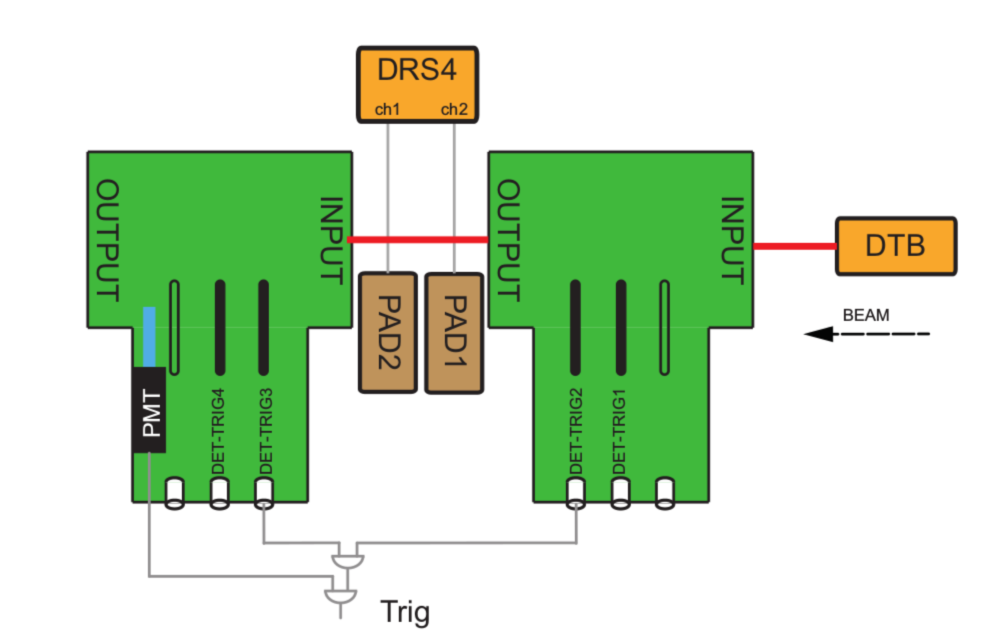 DRS4
ch1 ch2
OUTPUT
INPUT
OUTPUT
INPUT
DTB
PAD2
PAD1
BEAM
PMT
DET-TRIG4
DET-TRIG3
DET-TRIG2
DET-TRIG1
Trig